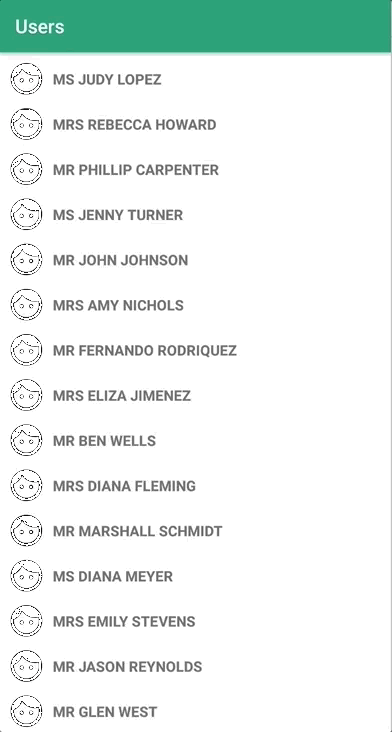 Users
MS JUDY LOPEZ
MRS REBECCA HOWARD
MR PHILLIP CARPENTER
MS JENNY TURNER
MR JOHN JOHNSON
MRS AMY NICHOLS
MR FERNANDO RODRIQUEZ
MRS ELIZA JIMENEZ
MR BEN WELLS
MRS DIANA FLEMING
MR MARSHALL SCHMIDT
MS DIANA MEYER
MRS EMILY STEVENS
MR JASON REYNOLDS
MR GLEN WEST